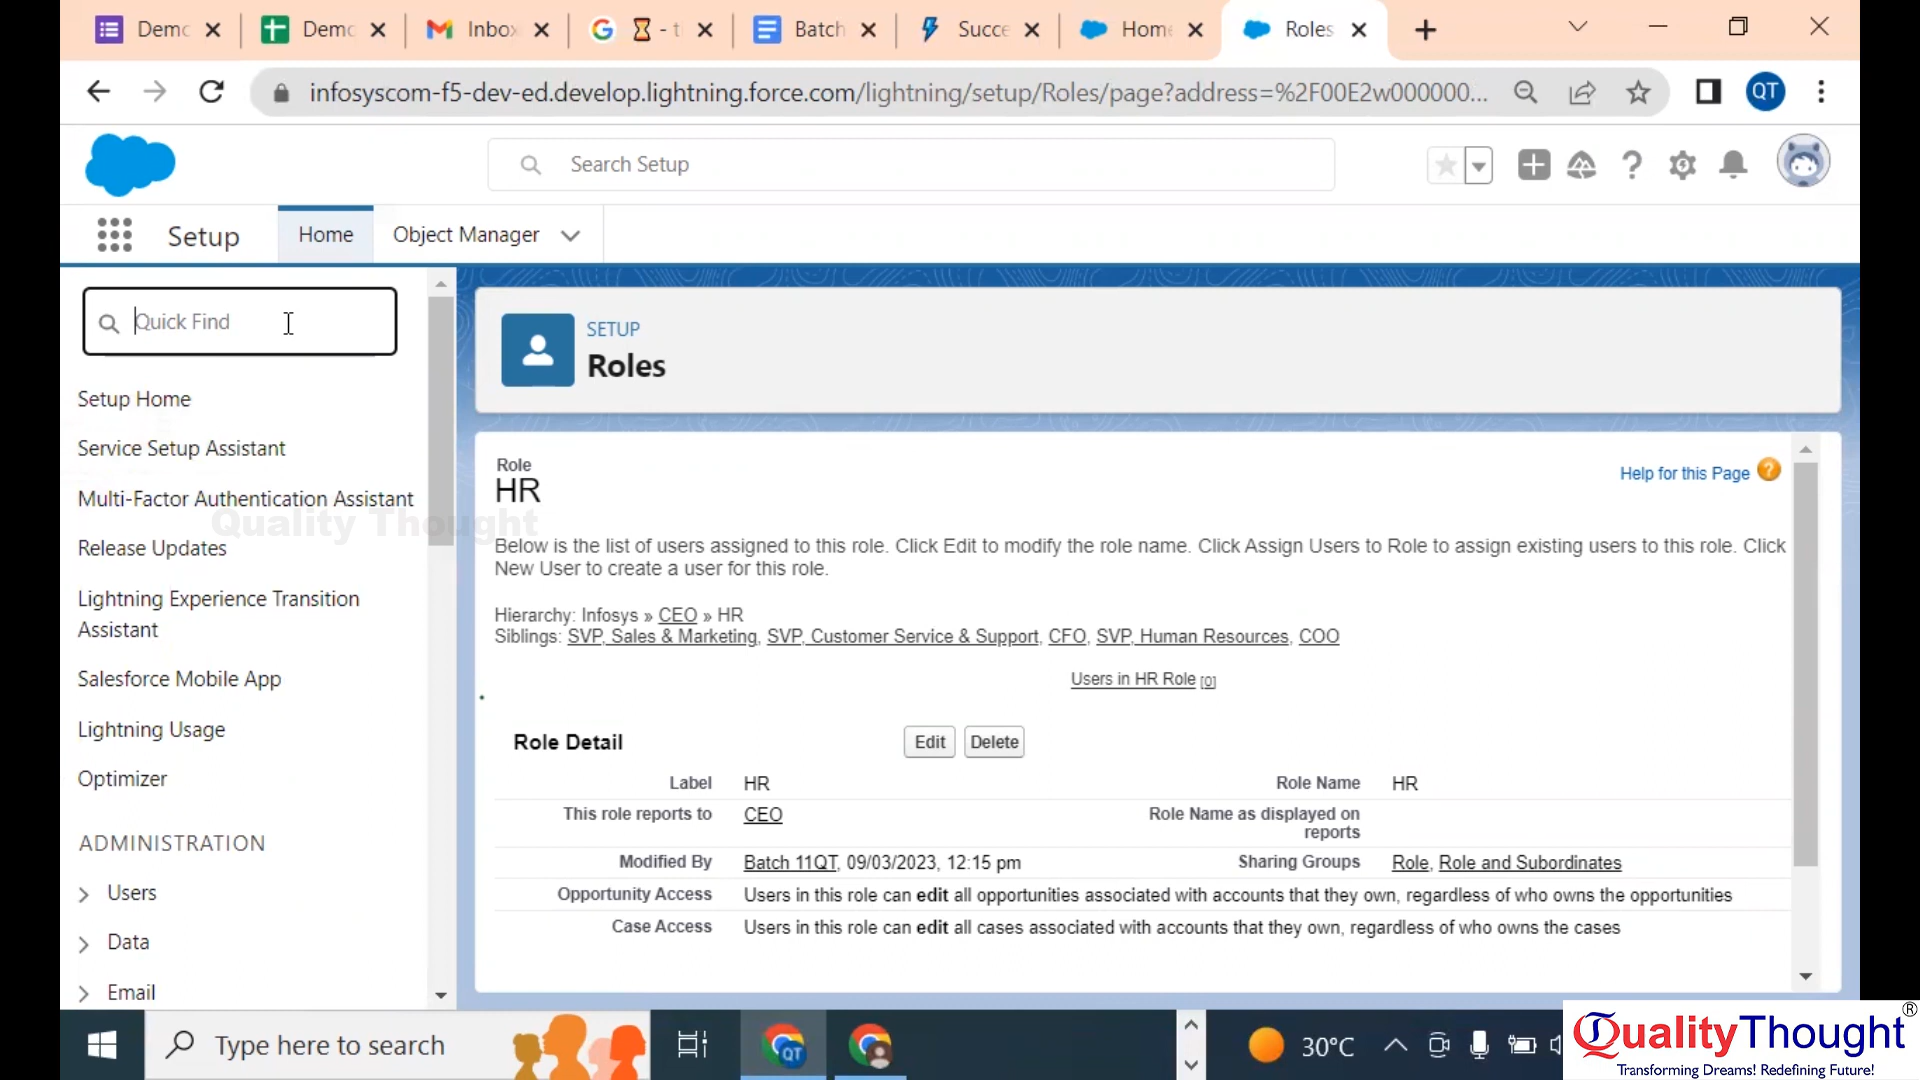 Demo
Demo
Inbox
- t
Batch
Succe
Home
Roles
infosyscom-f5-dev-ed.develop.lightning.force.com/lightning/setup/Roles/page?address=%2F00E2w000000...
QT
Search Setup
Setup
Home
Object Manager
Quick Find
Setup Home
Service Setup Assistant
Multi-Factor Authentication Assistant
Quality Thought
Release Updates
Lightning Experience Transition
Assistant
Salesforce Mobile App
Lightning Usage
Optimizer
ADMINISTRATION
Users
Data
Email
SETUP
Roles
Role
HR
Help for this Page ?
Below is the list of users assigned to this role. Click Edit to modify the role name. Click Assign Users to Role to assign existing users to this role. Click
New User to create a user for this role.
Hierarchy: Infosys » CEO » HR
Siblings: SVP, Sales & Marketing, SVP, Customer Service & Support, CFO, SVP, Human Resources, COO
Users in HR Role [0]
Role Detail
Edit
Delete
Label HR
Role Name HR
This role reports to CEO
Role Name as displayed on
reports
Modified By Batch 11QT, 09/03/2023, 12:15 pm
Sharing Groups Role, Role and Subordinates
Opportunity Access Users in this role can edit all opportunities associated with accounts that they own, regardless of who owns the opportunities
Case Access Users in this role can edit all cases associated with accounts that they own, regardless of who owns the cases
Type here to search
QT
30°C
QualityThought®
Transforming Dreams! Redefining Future!